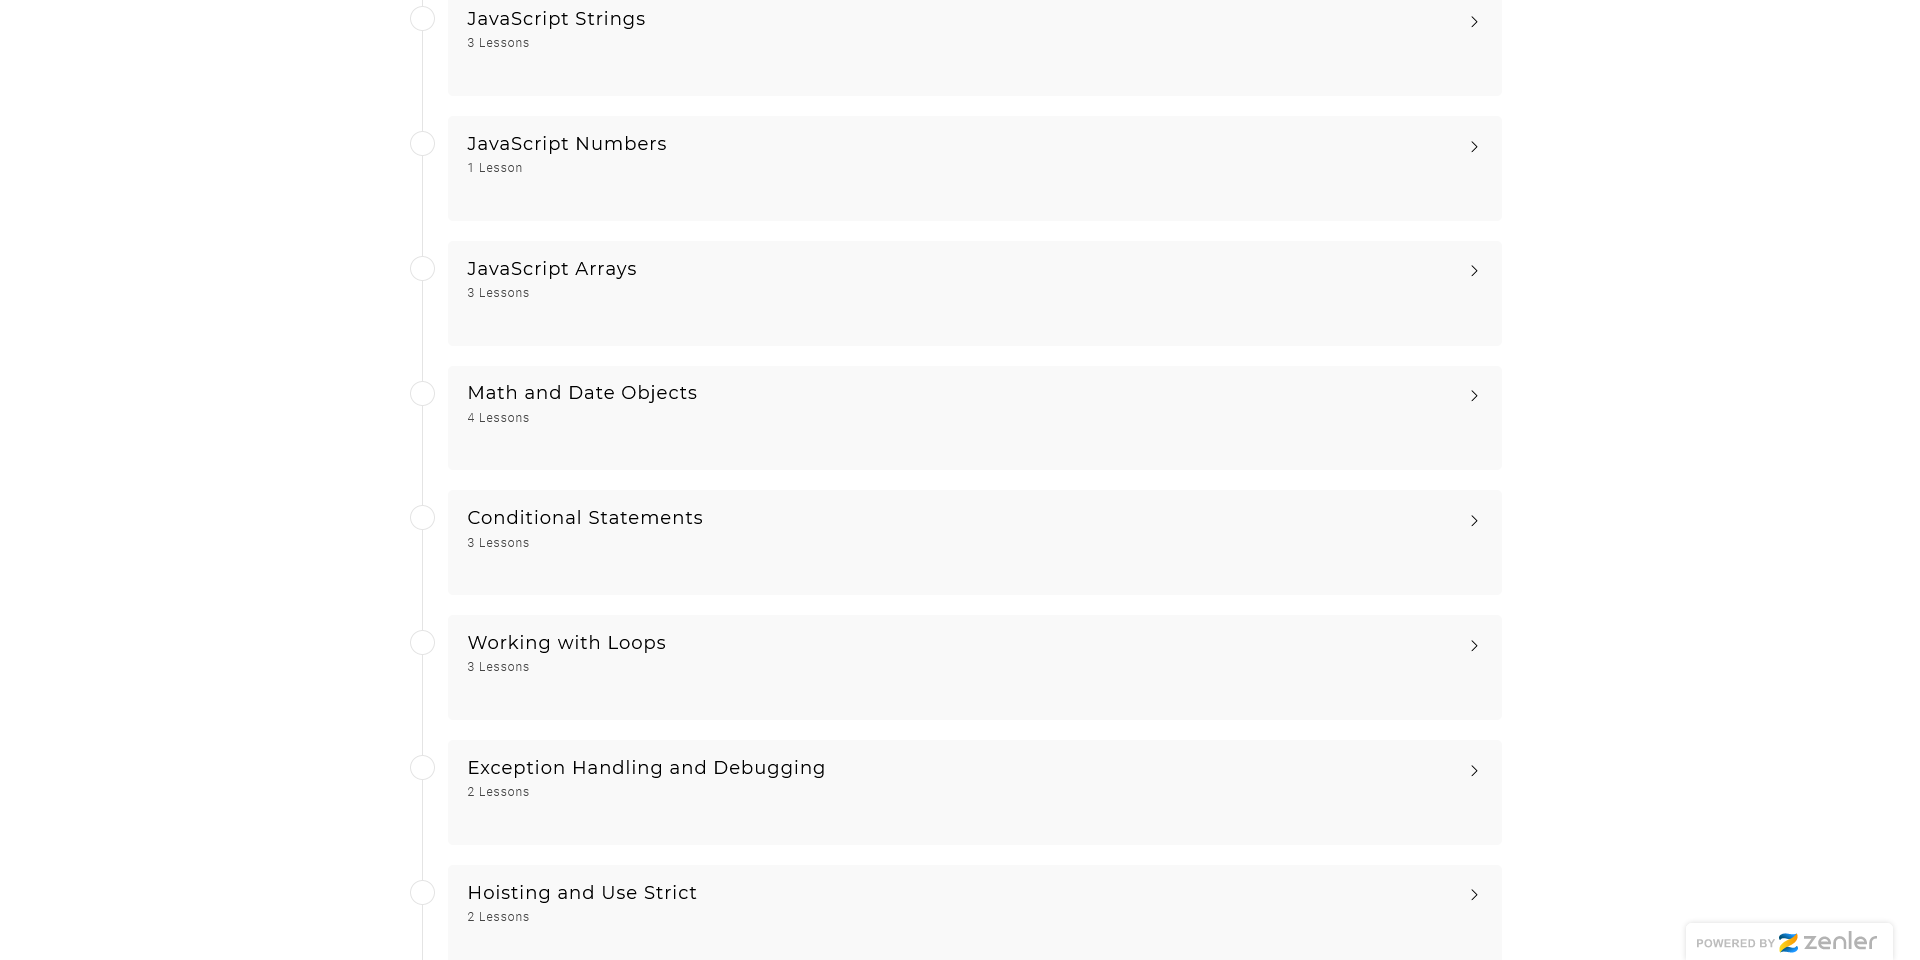 JavaScript Strings
3 Lessons
JavaScript Numbers
1 Lesson
JavaScript Arrays
3 Lessons
Math and Date Objects
4 Lessons
Conditional Statements
3 Lessons
Working with Loops
3 Lessons
Exception Handling and Debugging
2 Lessons
Hoisting and Use Strict
2 Lessons
POWERED BY zenler